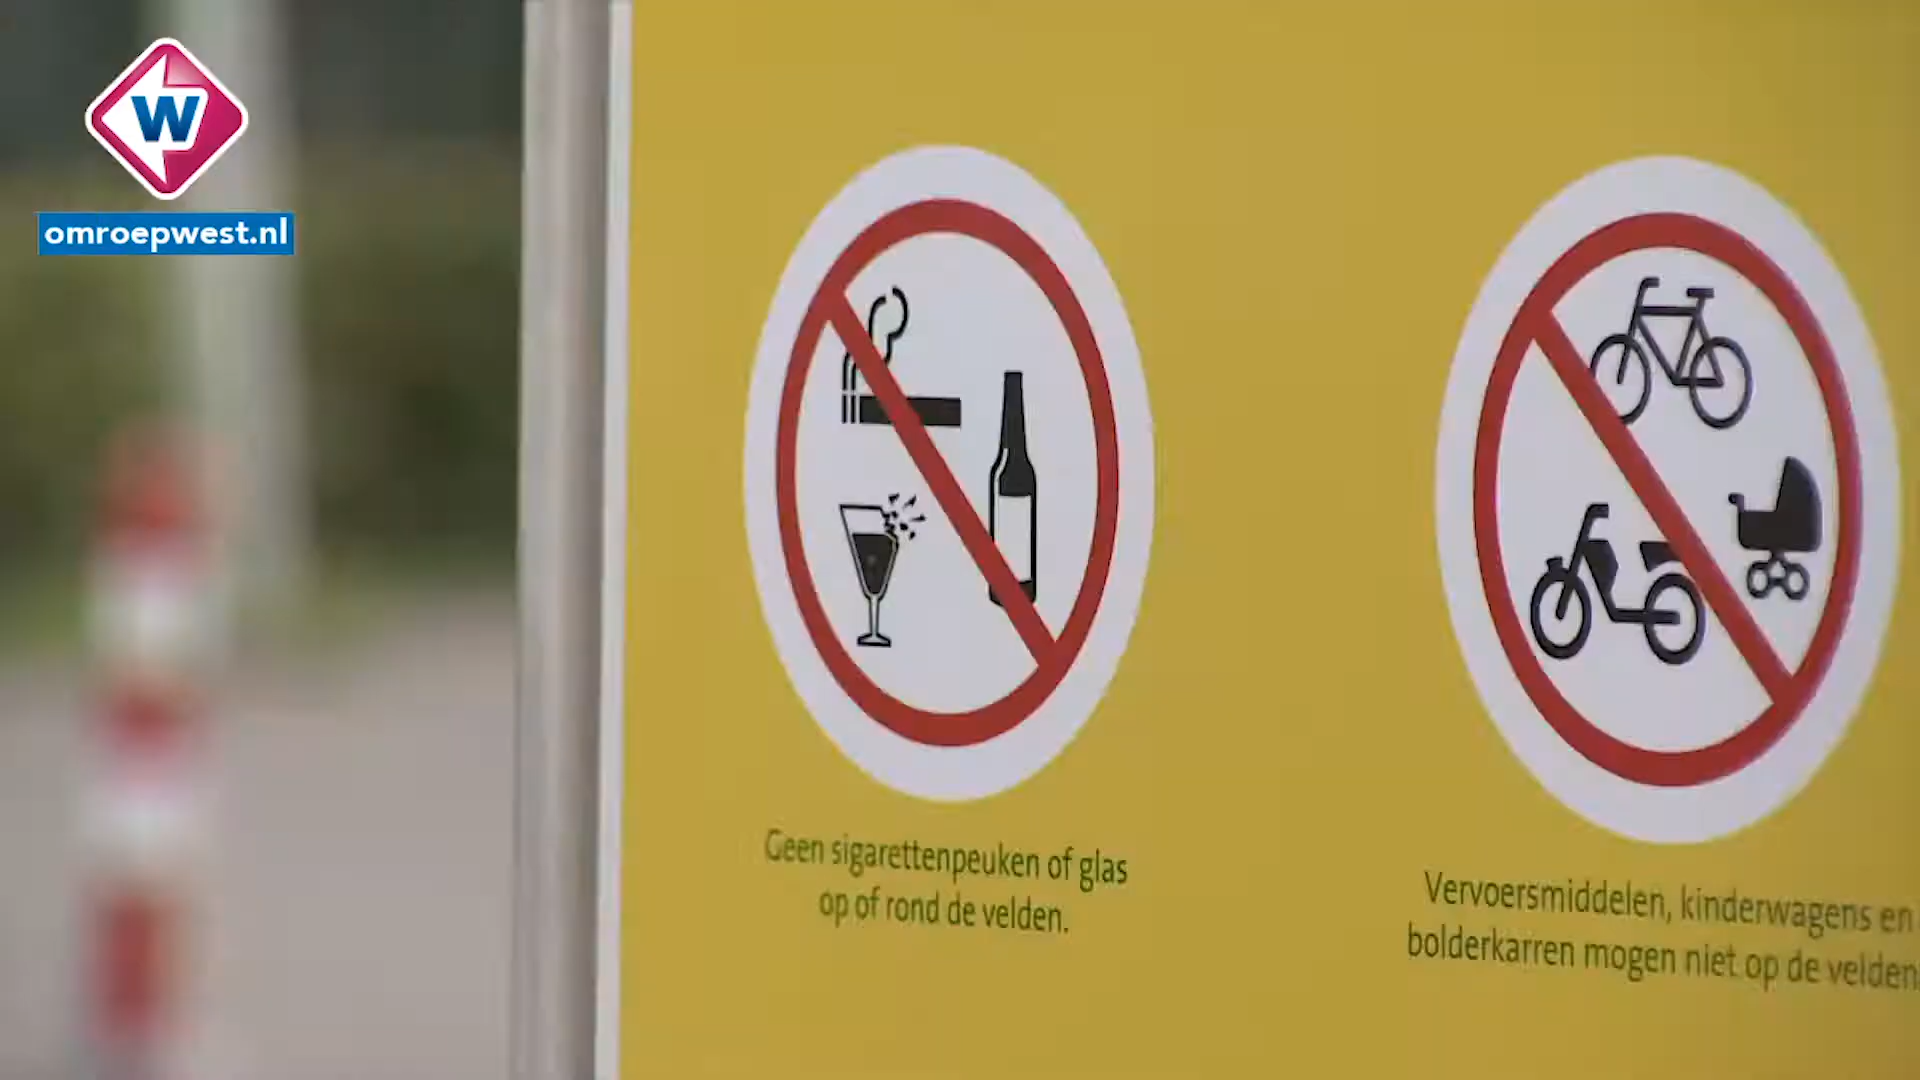 W
omroepwest.nl
Geen sigarettenpeuken of glas
op of rond de velden.
Vervoersmiddelen, kinderwagens en
bolderkarren mogen niet op de velden